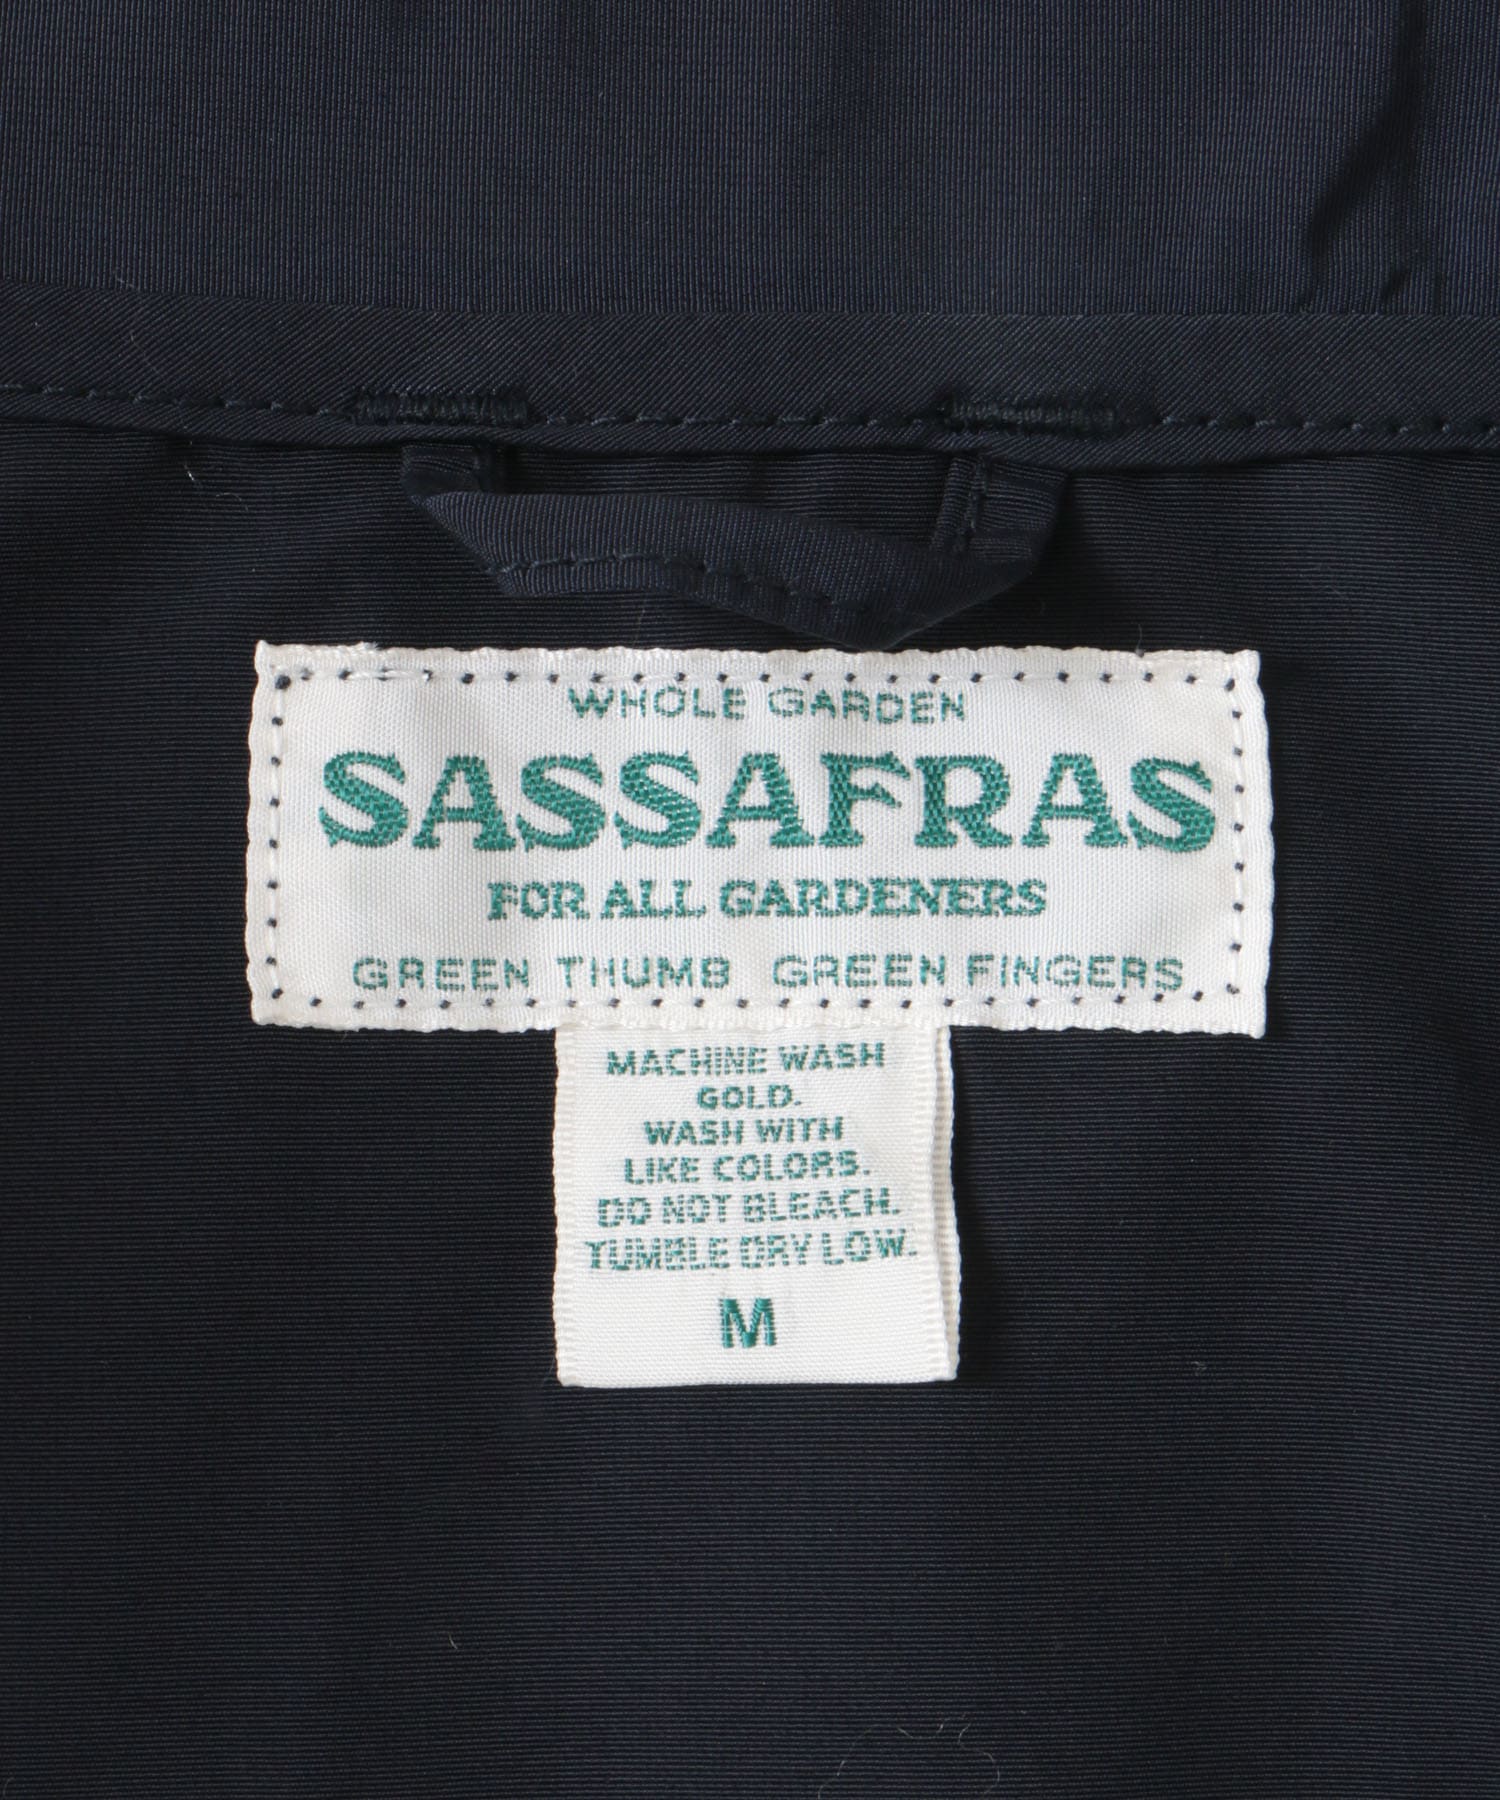 WHOLE GARDEN
SASSAFRAS
FOR ALL GARDENERS
GREEN THUMB GREEN FINGERS
MACHINE WASH
GOLD.
WASH WITH
LIKE COLORS.
DO NOT BLEACH.
TUMBLE DRY LOW.
M